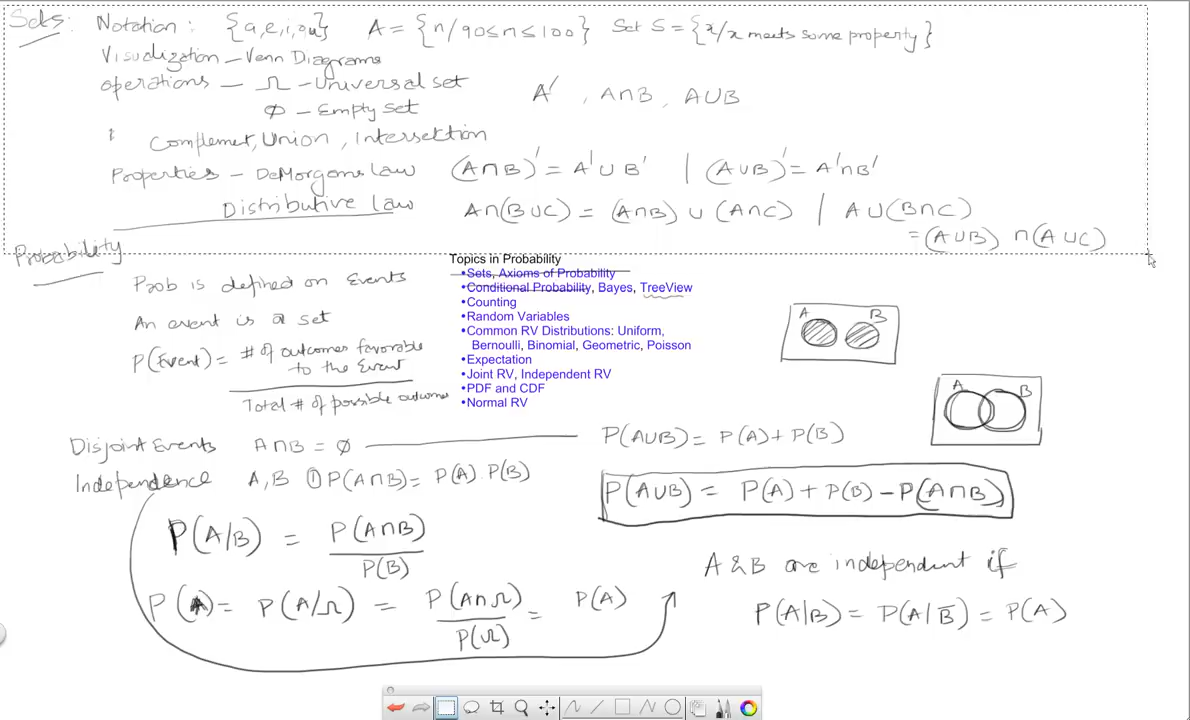 Sets: Notation: {a,e,i,o,u} A = {n/90≤n≤100} Set S = {x/x meets some property}
Visualization - Venn Diagrams
operations - Ω - Universal set
A', A∩B, A∪B
φ - Empty set
Complemet, Union, Intersection
Properties - DeMorgans law (A∩B)' = A'∪B' | (A∪B)' = A'∩B'
Distributive law A∩(B∪C) = (A∩B) ∪ (A∩C) | A∪(B∩C)
= (A∪B) ∩ (A∪C)
Probability
Prob is defined on Events
An event is a set
P(Event) = # of outcomes favorable
to the Event
Total # of possible outcomes
Topics in Probability
•Sets, Axioms of Probability
•Conditional Probability, Bayes, TreeView
•Counting
•Random Variables
•Common RV Distributions: Uniform,
Bernoulli, Binomial, Geometric, Poisson
•Expectation
•Joint RV, Independent RV
•PDF and CDF
•Normal RV
A B
A B
Disjoint Events A∩B = φ P(A∪B) = P(A) + P(B)
Independence A, B ① P(A∩B) = P(A) . P(B)
P(A∪B) = P(A) + P(B) - P(A∩B)
P(A/B) = P(A∩B)
P(B)
A & B are independent if
P(A) = P(A/Ω) = P(A∩Ω) = P(A)
P(Ω)
P(A|B) = P(A/B̅) = P(A)